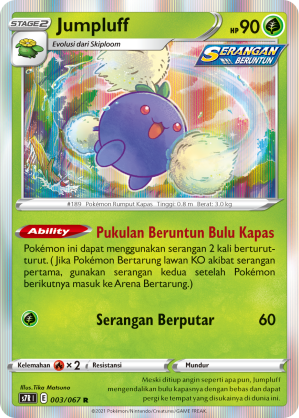 STAGE2 Jumpluff HP90
Evolusi dari Skiploom
SERANGAN
BERUNTUN
#189 Pokémon Rumput Kapas Tinggi: 0.8 m Berat: 3.0 kg
Ability Pukulan Beruntun Bulu Kapas
Pokémon ini dapat menggunakan serangan 2 kali berturut-
turut. ( Jika Pokémon Bertarung lawan KO akibat serangan
pertama, gunakan serangan kedua setelah Pokémon
berikutnya masuk ke Arena Bertarung.)
Serangan Berputar 60
Kelemahan ×2 Resistansi Mundur
Illus. Tika Matsuno
S7R I E 003/067 R
Meski ditiup angin seperti apa pun, Jumpluff
mengendalikan bulu kapas dengan bebas dan dapat
pergi ke tempat yang disukainya di dunia ini.
©2021 Pokémon/Nintendo/Creatures/GAME FREAK.